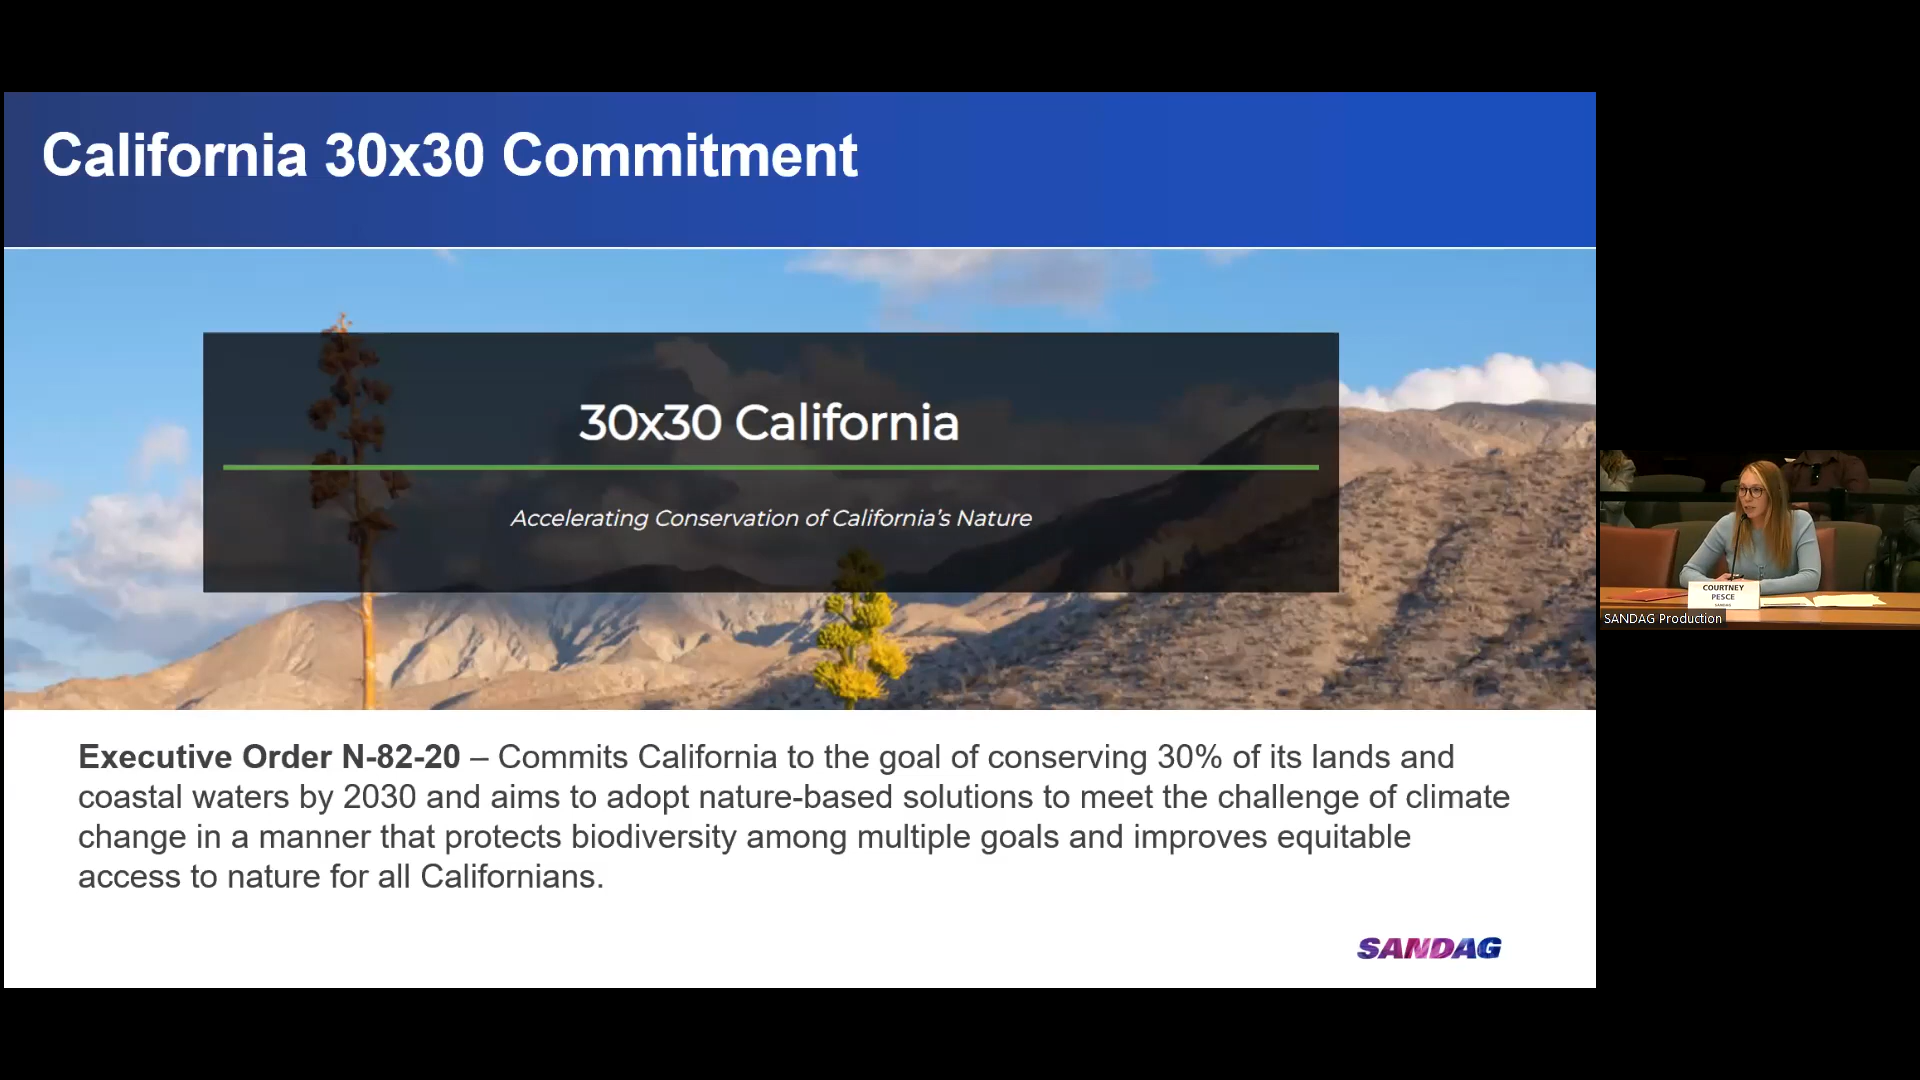 California 30x30 Commitment
30x30 California
Accelerating Conservation of California's Nature
Executive Order N-82-20 – Commits California to the goal of conserving 30% of its lands and
coastal waters by 2030 and aims to adopt nature-based solutions to meet the challenge of climate
change in a manner that protects biodiversity among multiple goals and improves equitable
access to nature for all Californians.
SANDAG
COURTNEY
PESCE
SANDAG
SANDAG Production